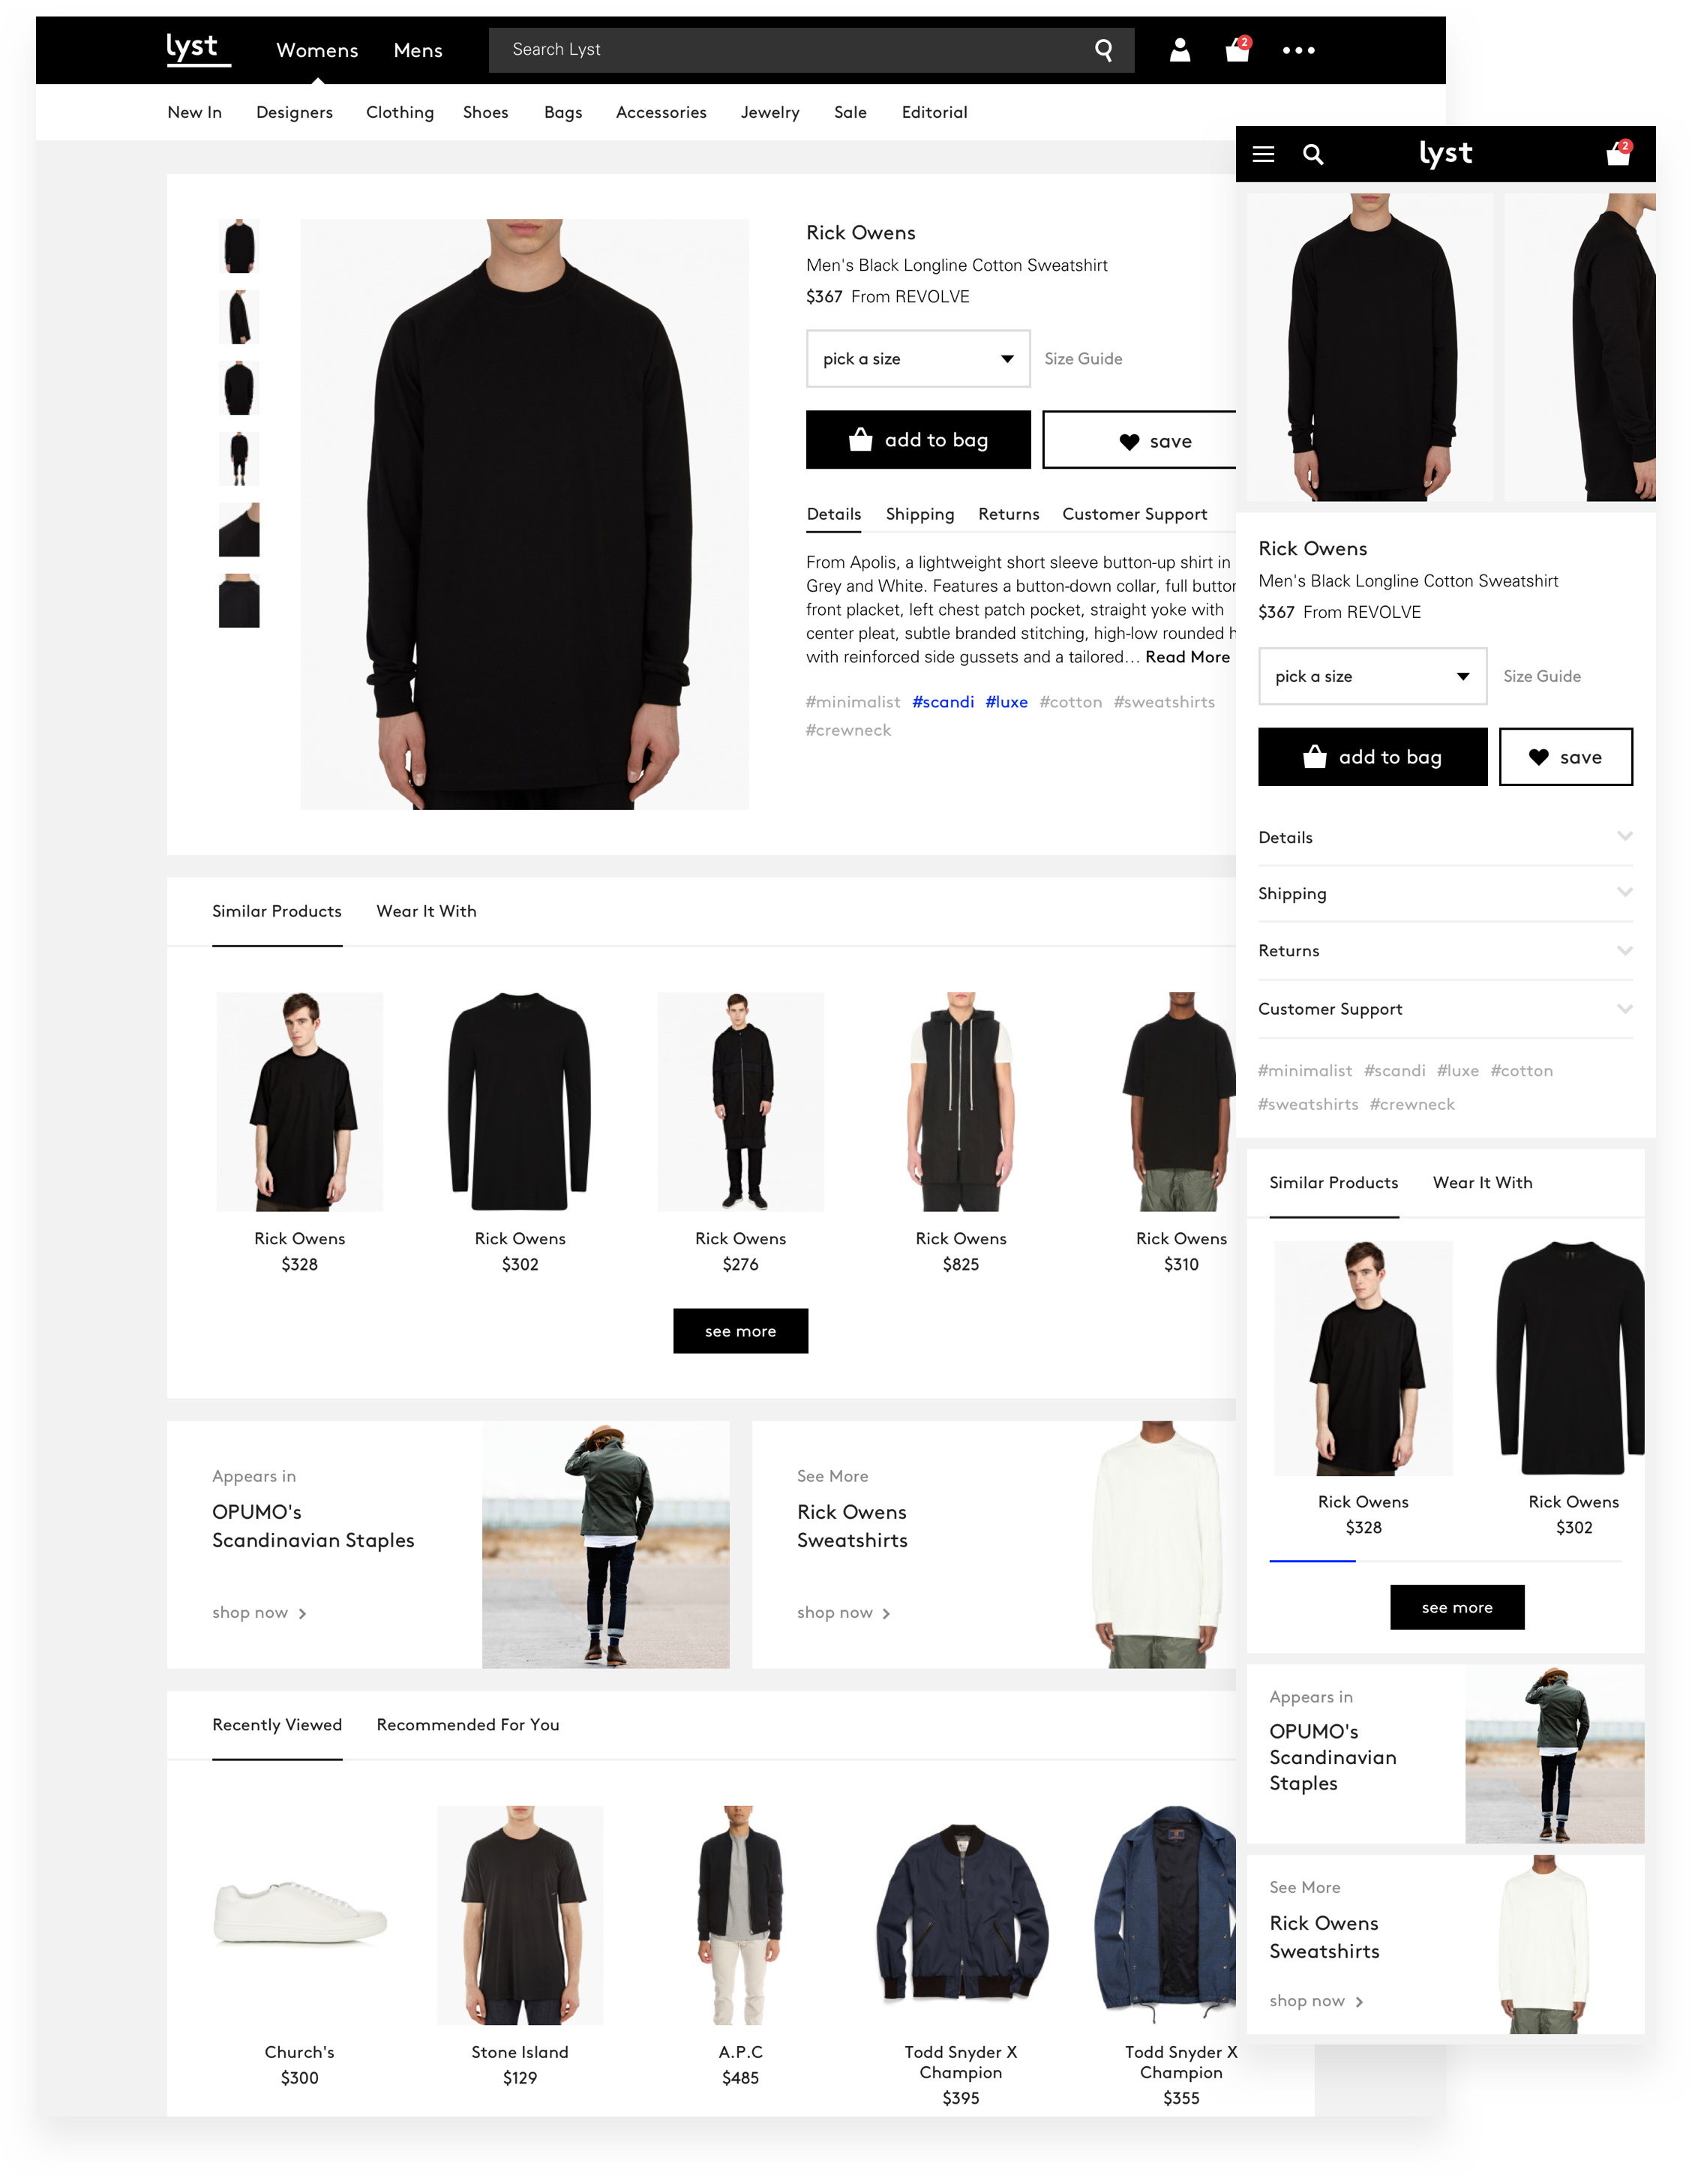 lyst
Womens Mens
Search Lyst
2
New In Designers Clothing Shoes Bags Accessories Jewelry Sale Editorial
Rick Owens
Men's Black Longline Cotton Sweatshirt
$367 From REVOLVE
pick a size
Size Guide
add to bag
save
Details Shipping Returns Customer Support
From Apolis, a lightweight short sleeve button-up shirt in
Grey and White. Features a button-down collar, full button
front placket, left chest patch pocket, straight yoke with
center pleat, subtle branded stitching, high-low rounded h
with reinforced side gussets and a tailored... Read More
#minimalist #scandi #luxe #cotton #sweatshirts
#crewneck
Similar Products Wear It With
Rick Owens
$328
Rick Owens
$302
Rick Owens
$276
Rick Owens
$825
Rick Owens
$310
see more
Appears in
OPUMO's
Scandinavian Staples
shop now
See More
Rick Owens
Sweatshirts
shop now
Recently Viewed Recommended For You
Church's
$300
Stone Island
$129
A.P.C
$485
Todd Snyder X
Champion
$395
Todd Snyder X
Champion
$355
lyst
2
Rick Owens
Men's Black Longline Cotton Sweatshirt
$367 From REVOLVE
pick a size
Size Guide
add to bag
save
Details
Shipping
Returns
Customer Support
#minimalist #scandi #luxe #cotton
#sweatshirts #crewneck
Similar Products Wear It With
Rick Owens
$328
Rick Owens
$302
see more
Appears in
OPUMO's
Scandinavian
Staples
See More
Rick Owens
Sweatshirts
shop now